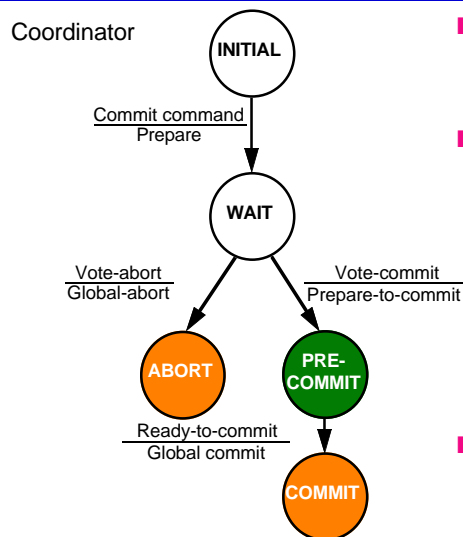 Coordinator
INITIAL
Commit command
Prepare
WAIT
Vote-abort
Global-abort
Vote-commit
Prepare-to-commit
ABORT
PRE-
COMMIT
Ready-to-commit
Global commit
COMMIT